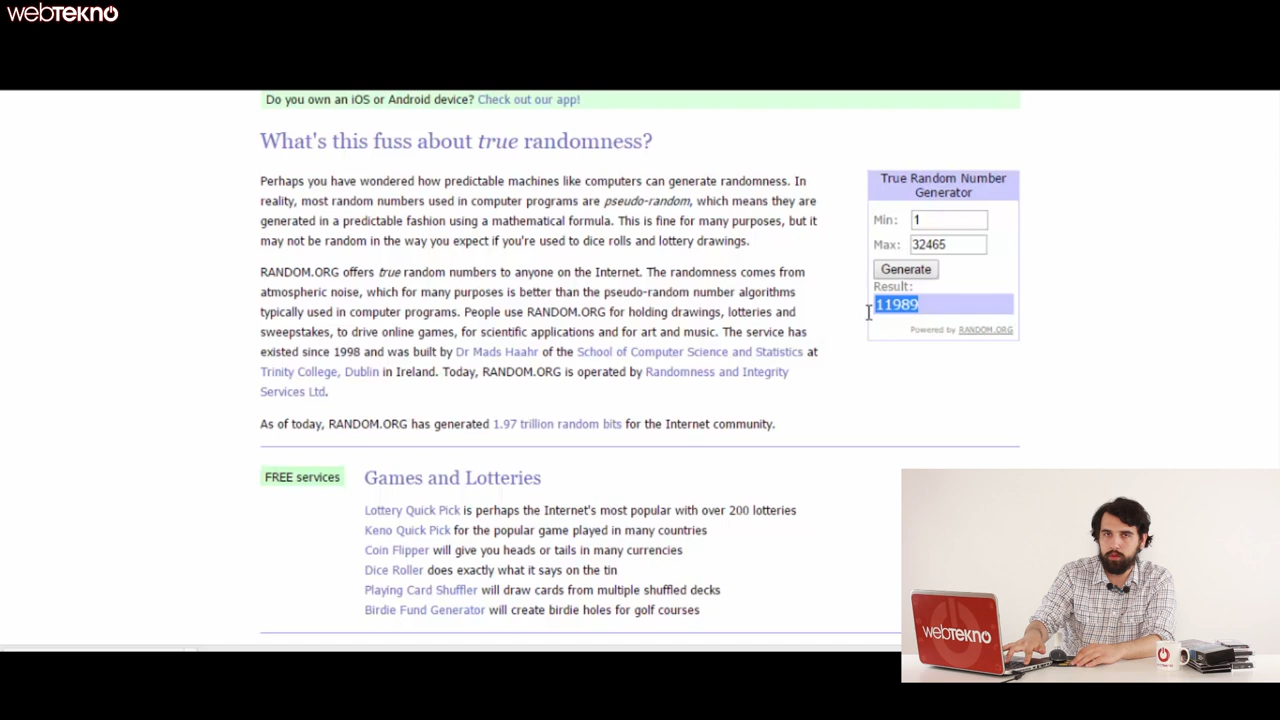 webTEKNO
Do you own an iOS or Android device? Check out our app!
What's this fuss about true randomness?
Perhaps you have wondered how predictable machines like computers can generate randomness. In
reality, most random numbers used in computer programs are pseudo-random, which means they are
generated in a predictable fashion using a mathematical formula. This is fine for many purposes, but it
may not be random in the way you expect if you're used to dice rolls and lottery drawings.
RANDOM.ORG offers true random numbers to anyone on the Internet. The randomness comes from
atmospheric noise, which for many purposes is better than the pseudo-random number algorithms
typically used in computer programs. People use RANDOM.ORG for holding drawings, lotteries and
sweepstakes, to drive online games, for scientific applications and for art and music. The service has
existed since 1998 and was built by Dr Mads Haahr of the School of Computer Science and Statistics at
Trinity College, Dublin in Ireland. Today, RANDOM.ORG is operated by Randomness and Integrity
Services Ltd.
As of today, RANDOM.ORG has generated 1.97 trillion random bits for the Internet community.
True Random Number
Generator
Min: 1
Max: 32465
Generate
Result:
11989
Powered by RANDOM.ORG
FREE services
Games and Lotteries
Lottery Quick Pick is perhaps the Internet's most popular with over 200 lotteries
Keno Quick Pick for the popular game played in many countries
Coin Flipper will give you heads or tails in many currencies
Dice Roller does exactly what it says on the tin
Playing Card Shuffler will draw cards from multiple shuffled decks
Birdie Fund Generator will create birdie holes for golf courses
webTEKNO